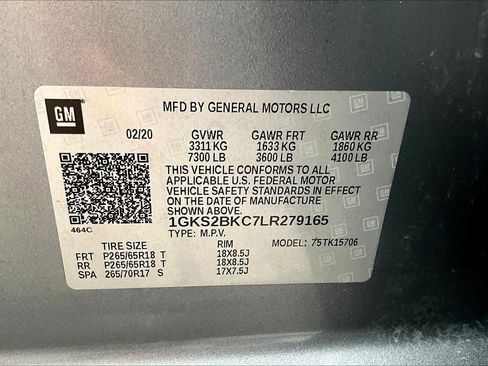 GM
MFD BY GENERAL MOTORS LLC
02/20 GVWR GAWR FRT GAWR RR
3311 KG 1633 KG 1860 KG
7300 LB 3600 LB 4100 LB
THIS VEHICLE CONFORMS TO ALL
APPLICABLE U.S. FEDERAL MOTOR
VEHICLE SAFETY STANDARDS IN EFFECT
ON THE DATE OF MANUFACTURE
SHOWN ABOVE.
1GKS2BKC7LR279165
464C TYPE: M.P.V. MODEL: 75TK15706
TIRE SIZE RIM
FRT P265/65R18 T 18X8.5J
RR P265/65R18 T 18X8.5J
SPA 265/70R17 S 17X7.5J